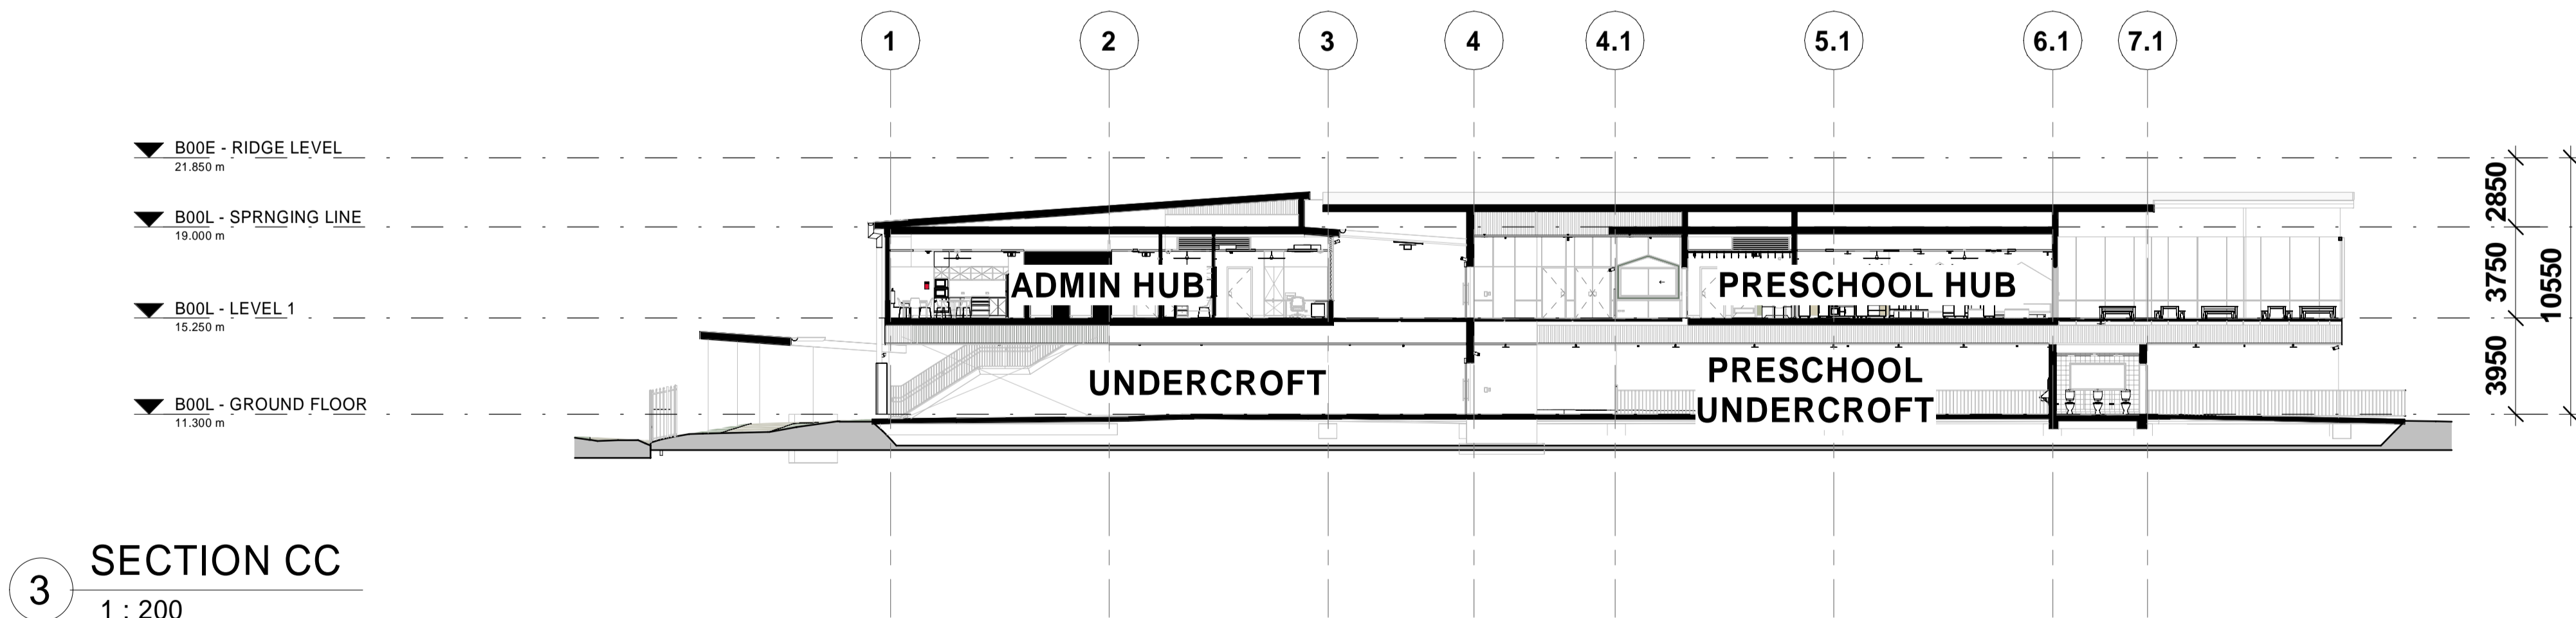 1 2 3 4 4.1 5.1 6.1 7.1
B00E - RIDGE LEVEL
21.850 m
B00L - SPRNGING LINE
19.000 m
B00L - LEVEL 1
15.250 m
B00L - GROUND FLOOR
11.300 m
2850
3750
3950
10550
ADMIN HUB
PRESCHOOL HUB
UNDERCROFT
PRESCHOOL
UNDERCROFT
3
SECTION CC
1 : 200